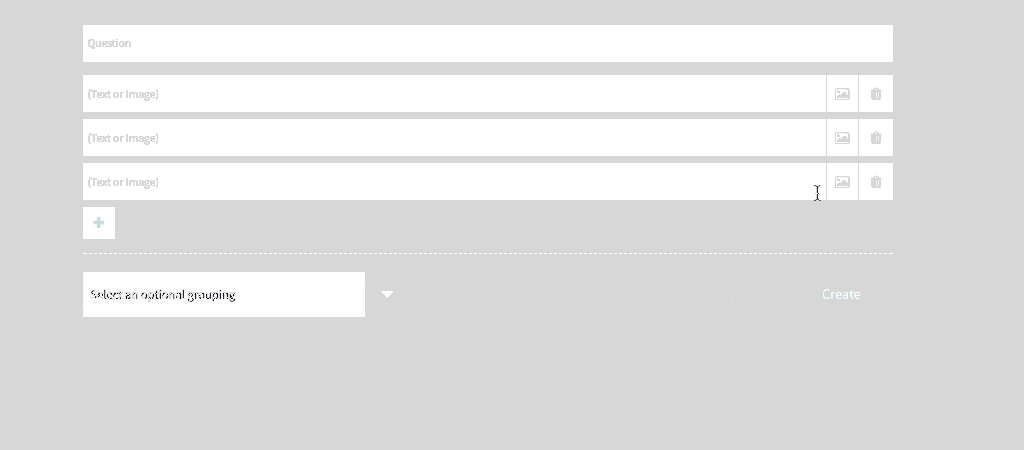 Question
(Text or Image)
(Text or Image)
(Text or Image)
Select an optional grouping
Create